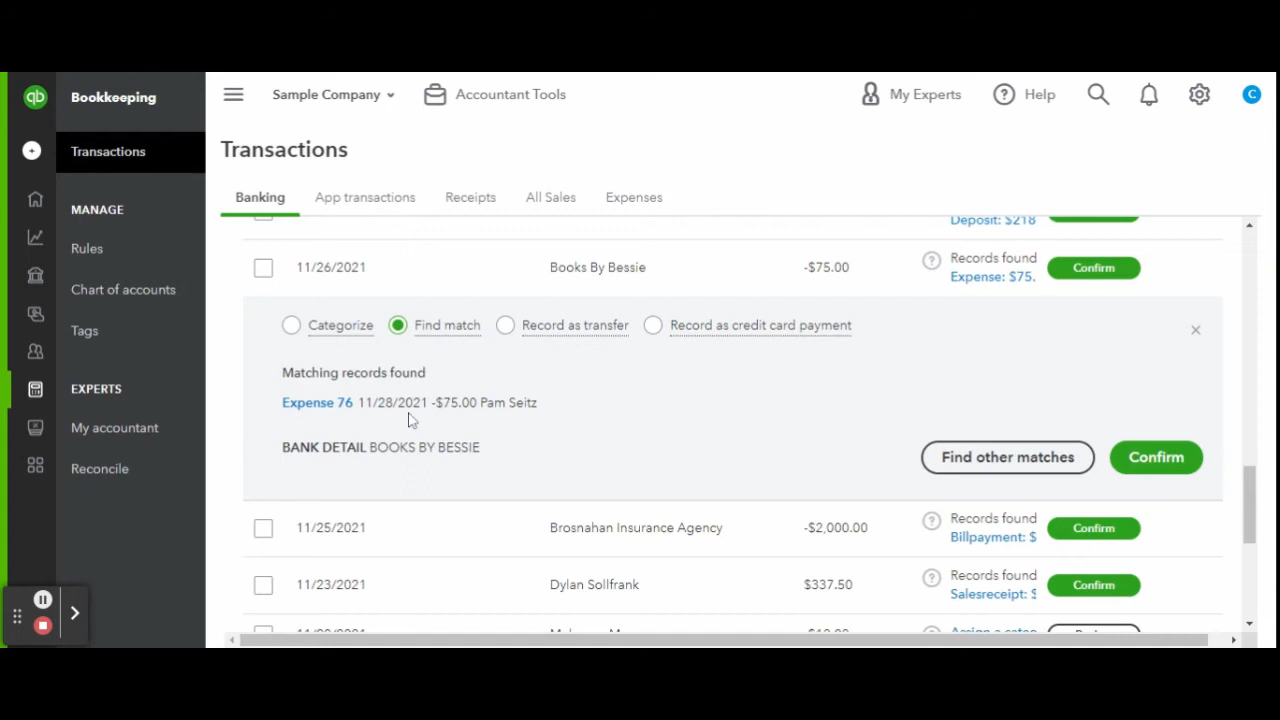 qb
Bookkeeping
Sample Company
Accountant Tools
My Experts
Help
C
Transactions
MANAGE
Rules
Chart of accounts
Tags
EXPERTS
My accountant
Reconcile
Transactions
Banking App transactions Receipts All Sales Expenses
Deposit: $218
11/26/2021 Books By Bessie -$75.00 Records found Confirm
Expense: $75.
Categorize Find match Record as transfer Record as credit card payment
Matching records found
Expense 76 11/28/2021 -$75.00 Pam Seitz
BANK DETAIL BOOKS BY BESSIE
Find other matches Confirm
11/25/2021 Brosnahan Insurance Agency -$2,000.00 Records found Confirm
Billpayment: $
11/23/2021 Dylan Sollfrank $337.50 Records found Confirm
Salesreceipt: $